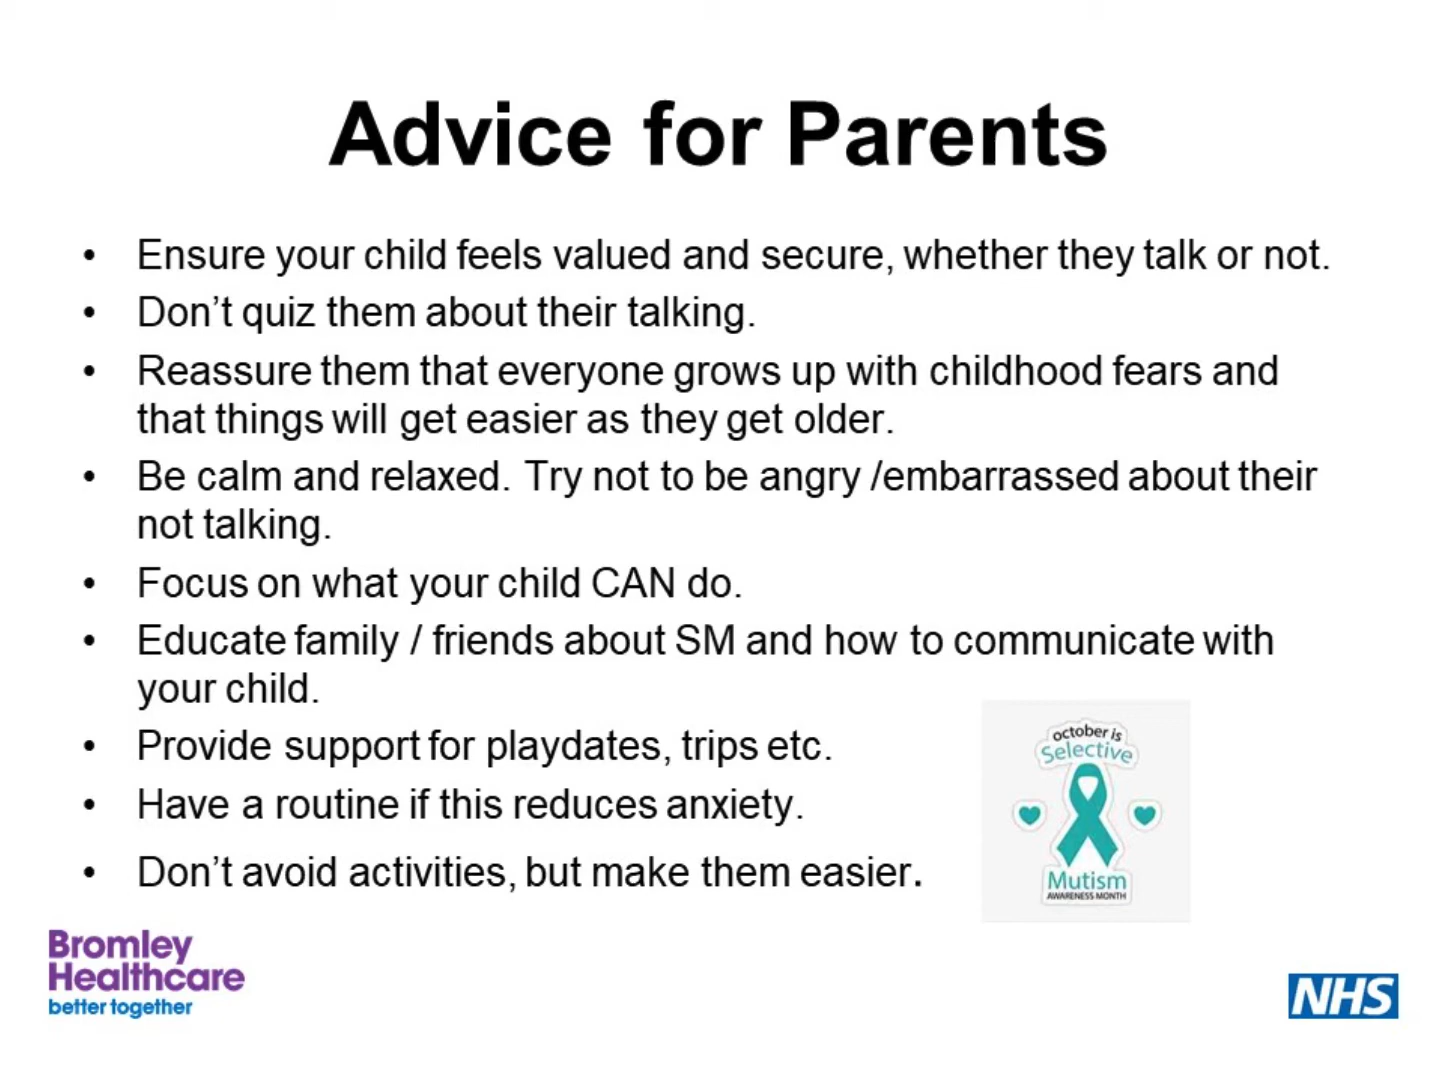 Advice for Parents
• Ensure your child feels valued and secure, whether they talk or not.
• Don’t quiz them about their talking.
• Reassure them that everyone grows up with childhood fears and
that things will get easier as they get older.
• Be calm and relaxed. Try not to be angry /embarrassed about their
not talking.
• Focus on what your child CAN do.
• Educate family / friends about SM and how to communicate with
your child.
• Provide support for playdates, trips etc.
• Have a routine if this reduces anxiety.
• Don’t avoid activities, but make them easier.
october is
Selective
Mutism
AWARENESS MONTH
Bromley
Healthcare
better together
NHS